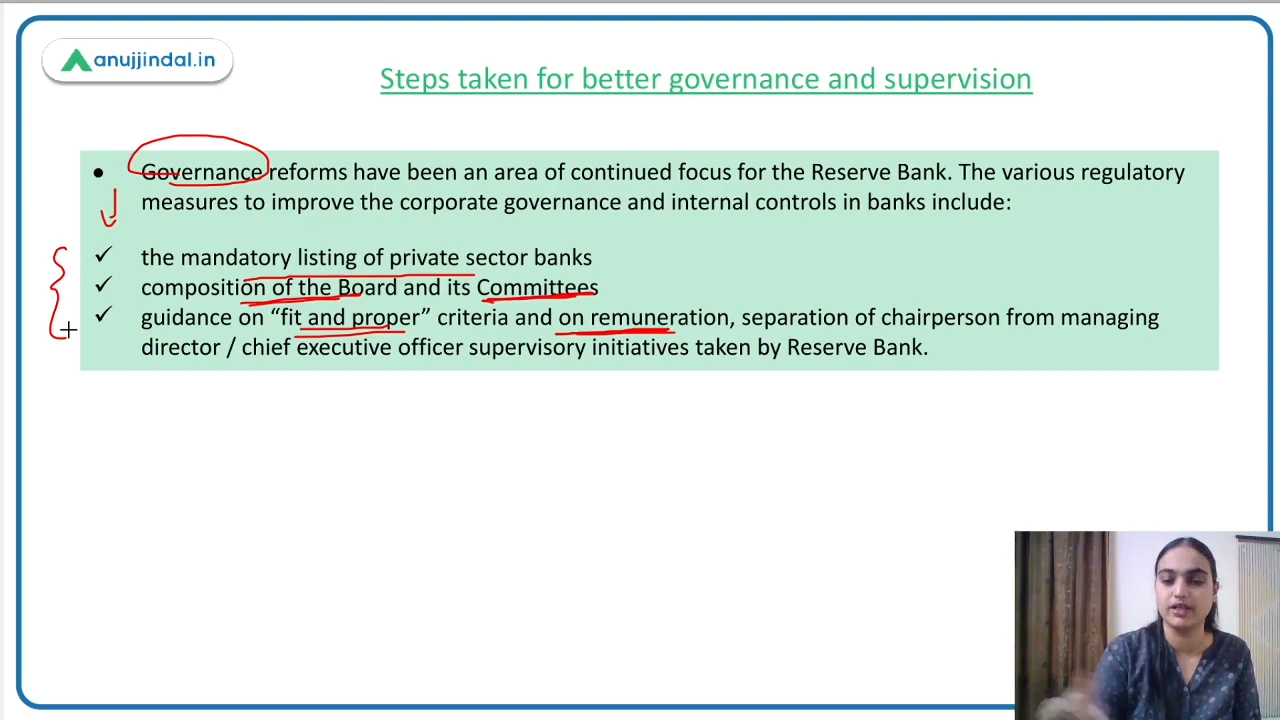 anujjindal.in
Steps taken for better governance and supervision
• Governance reforms have been an area of continued focus for the Reserve Bank. The various regulatory
measures to improve the corporate governance and internal controls in banks include:
✓ the mandatory listing of private sector banks
✓ composition of the Board and its Committees
✓ guidance on “fit and proper” criteria and on remuneration, separation of chairperson from managing
director / chief executive officer supervisory initiatives taken by Reserve Bank.